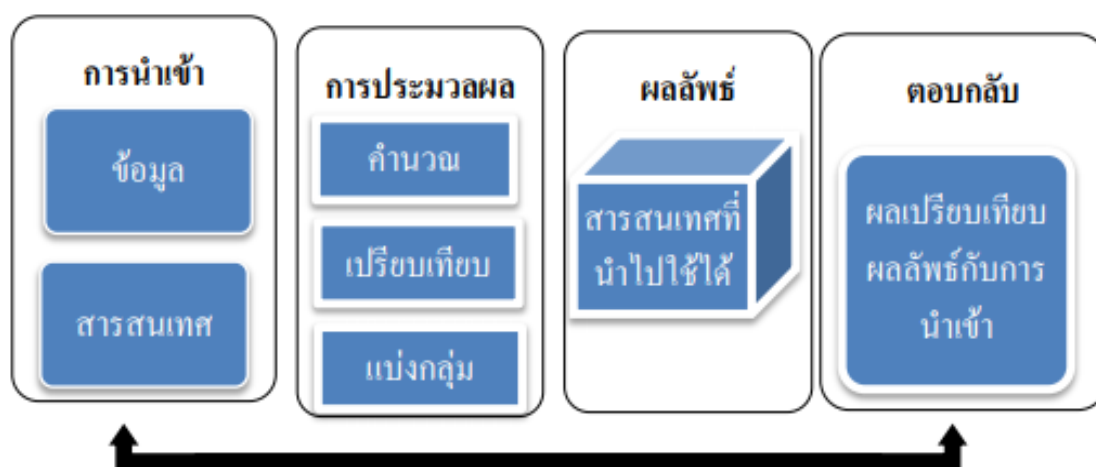 การนำเข้า
ข้อมูล
สารสนเทศ
การประมวลผล
คำนวณ
เปรียบเทียบ
แบ่งกลุ่ม
ผลลัพธ์
สารสนเทศที่
นำไปใช้ได้
ตอบกลับ
ผลเปรียบเทียบ
ผลลัพธ์กับการ
นำเข้า